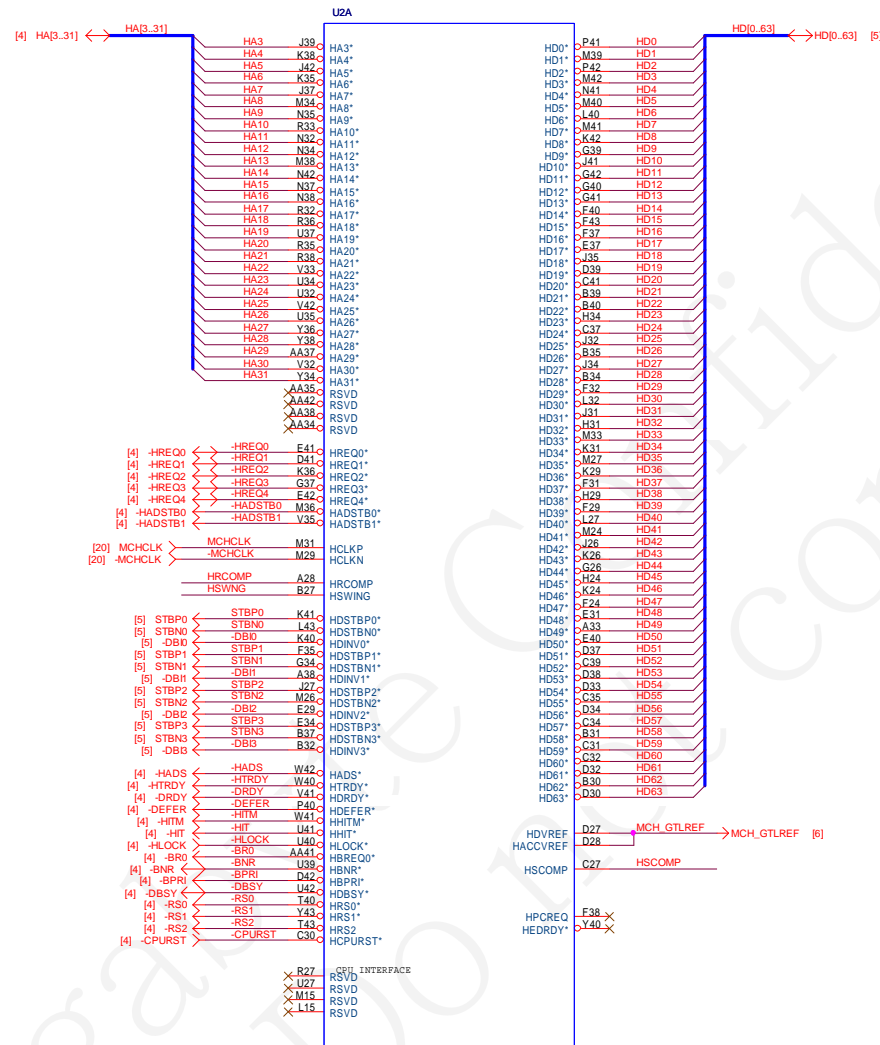 U2A
[4] HA[3..31] HA[3..31]
HD[0..63] HD[0..63] [5]
HA3 J39 HA3*
HA4 K38 HA4*
HA5 J42 HA5*
HA6 K35 HA6*
HA7 J37 HA7*
HA8 M34 HA8*
HA9 N35 HA9*
HA10 R33 HA10*
HA11 N32 HA11*
HA12 N34 HA12*
HA13 M38 HA13*
HA14 N42 HA14*
HA15 N37 HA15*
HA16 N38 HA16*
HA17 R32 HA17*
HA18 R36 HA18*
HA19 U37 HA19*
HA20 R35 HA20*
HA21 R38 HA21*
HA22 V33 HA22*
HA23 U34 HA23*
HA24 U32 HA24*
HA25 V42 HA25*
HA26 U35 HA26*
HA27 Y36 HA27*
HA28 Y38 HA28*
HA29 AA37 HA29*
HA30 V32 HA30*
HA31 Y34 HA31*
AA35 RSVD
AA42 RSVD
AA38 RSVD
AA34 RSVD
[4] -HREQ0 -HREQ0 E41 HREQ0*
[4] -HREQ1 -HREQ1 D41 HREQ1*
[4] -HREQ2 -HREQ2 K36 HREQ2*
[4] -HREQ3 -HREQ3 G37 HREQ3*
[4] -HREQ4 -HREQ4 E42 HREQ4*
[4] -HADSTB0 -HADSTB0 M36 HADSTB0*
[4] -HADSTB1 -HADSTB1 V35 HADSTB1*
[20] MCHCLK MCHCLK M31 HCLKP
[20] -MCHCLK -MCHCLK M29 HCLKN
HRCOMP A28 HRCOMP
HSWNG B27 HSWING
[5] STBP0 STBP0 K41 HDSTBP0*
[5] STBN0 STBN0 L43 HDSTBN0*
[5] -DBI0 -DBI0 K40 HDINV0*
[5] STBP1 STBP1 F35 HDSTBP1*
[5] STBN1 STBN1 G34 HDSTBN1*
[5] -DBI1 -DBI1 A38 HDINV1*
[5] STBP2 STBP2 J27 HDSTBP2*
[5] STBN2 STBN2 M26 HDSTBN2*
[5] -DBI2 -DBI2 E29 HDINV2*
[5] STBP3 STBP3 E34 HDSTBP3*
[5] STBN3 STBN3 B37 HDSTBN3*
[5] -DBI3 -DBI3 B32 HDINV3*
[4] -HADS -HADS W42 HADS*
[4] -HTRDY -HTRDY W40 HTRDY*
[4] -DRDY -DRDY V41 HDRDY*
[4] -DEFER -DEFER P40 HDEFER*
[4] -HITM -HITM W41 HHITM*
[4] -HIT -HIT U41 HHIT*
[4] -HLOCK -HLOCK U40 HLOCK*
[4] -BR0 -BR0 AA41 HBREQ0*
[4] -BNR -BNR U39 HBNR*
[4] -BPRI -BPRI D42 HBPRI*
[4] -DBSY -DBSY U42 HDBSY*
[4] -RS0 -RS0 T40 HRS0*
[4] -RS1 -RS1 Y43 HRS1*
[4] -RS2 -RS2 T43 HRS2
[4] -CPURST -CPURST C30 HCPURST*
CPU INTERFACE
R27 RSVD
U27 RSVD
M15 RSVD
L15 RSVD
HD0* P41 HD0
HD1* M39 HD1
HD2* P42 HD2
HD3* M42 HD3
HD4* N41 HD4
HD5* M40 HD5
HD6* L40 HD6
HD7* M41 HD7
HD8* K42 HD8
HD9* G39 HD9
HD10* J41 HD10
HD11* G42 HD11
HD12* G40 HD12
HD13* G41 HD13
HD14* F40 HD14
HD15* F43 HD15
HD16* F37 HD16
HD17* E37 HD17
HD18* J35 HD18
HD19* D39 HD19
HD20* C41 HD20
HD21* B39 HD21
HD22* B40 HD22
HD23* H34 HD23
HD24* C37 HD24
HD25* J32 HD25
HD26* B35 HD26
HD27* J34 HD27
HD28* B34 HD28
HD29* F32 HD29
HD30* L32 HD30
HD31* J31 HD31
HD32* H31 HD32
HD33* M33 HD33
HD34* K31 HD34
HD35* M27 HD35
HD36* K29 HD36
HD37* F31 HD37
HD38* H29 HD38
HD39* F29 HD39
HD40* L27 HD40
HD41* M24 HD41
HD42* J26 HD42
HD43* K26 HD43
HD44* G26 HD44
HD45* H24 HD45
HD46* K24 HD46
HD47* F24 HD47
HD48* E31 HD48
HD49* A33 HD49
HD50* E40 HD50
HD51* D37 HD51
HD52* C39 HD52
HD53* D38 HD53
HD54* D33 HD54
HD55* C35 HD55
HD56* D34 HD56
HD57* C34 HD57
HD58* B31 HD58
HD59* C31 HD59
HD60* C32 HD60
HD61* D32 HD61
HD62* B30 HD62
HD63* D30 HD63
HDVREF D27 MCH_GTLREF MCH_GTLREF [6]
HACCVREF D28
HSCOMP C27 HSCOMP
HPCREQ F38
HEDRDY* Y40